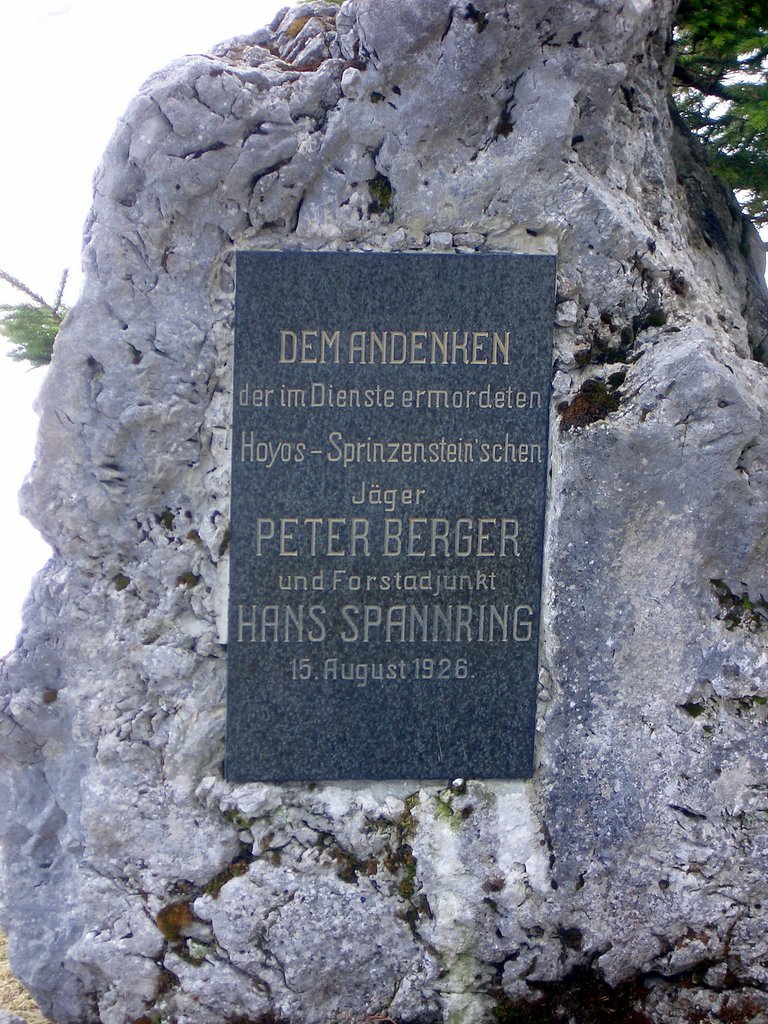 DEM ANDENKEN
der im Dienste ermordeten
Hoyos-Sprinzenstein'schen
Jäger
PETER BERGER
und Forstadjunkt
HANS SPANNRING
15. August 1926.